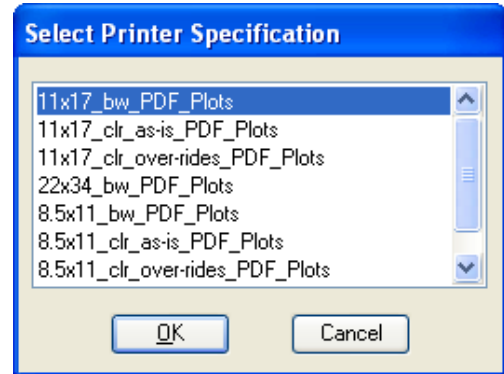 Select Printer Specification
11x17_bw_PDF_Plots
11x17_clr_as-is_PDF_Plots
11x17_clr_over-rides_PDF_Plots
22x34_bw_PDF_Plots
8.5x11_bw_PDF_Plots
8.5x11_clr_as-is_PDF_Plots
8.5x11_clr_over-rides_PDF_Plots
OK Cancel